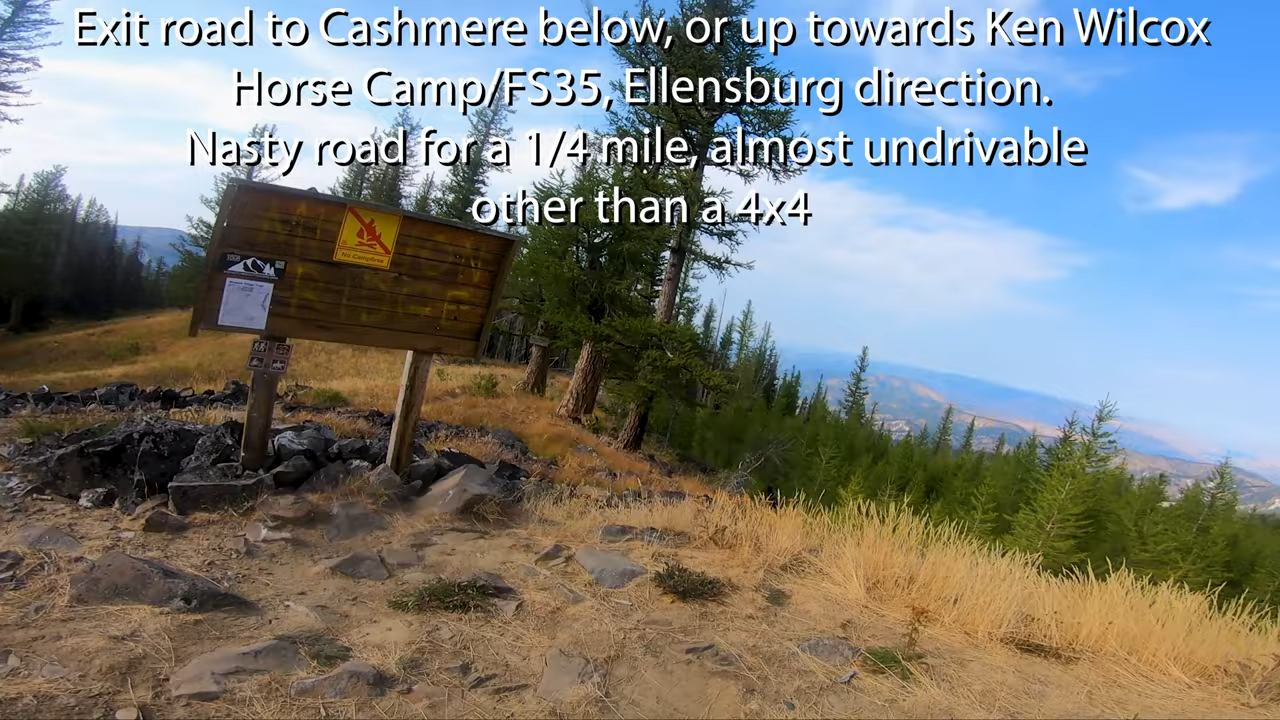 Exit road to Cashmere below, or up towards Ken Wilcox
Horse Camp/FS35, Ellensburg direction.
Nasty road for a 1/4 mile, almost undrivable
other than a 4x4
No Campfires